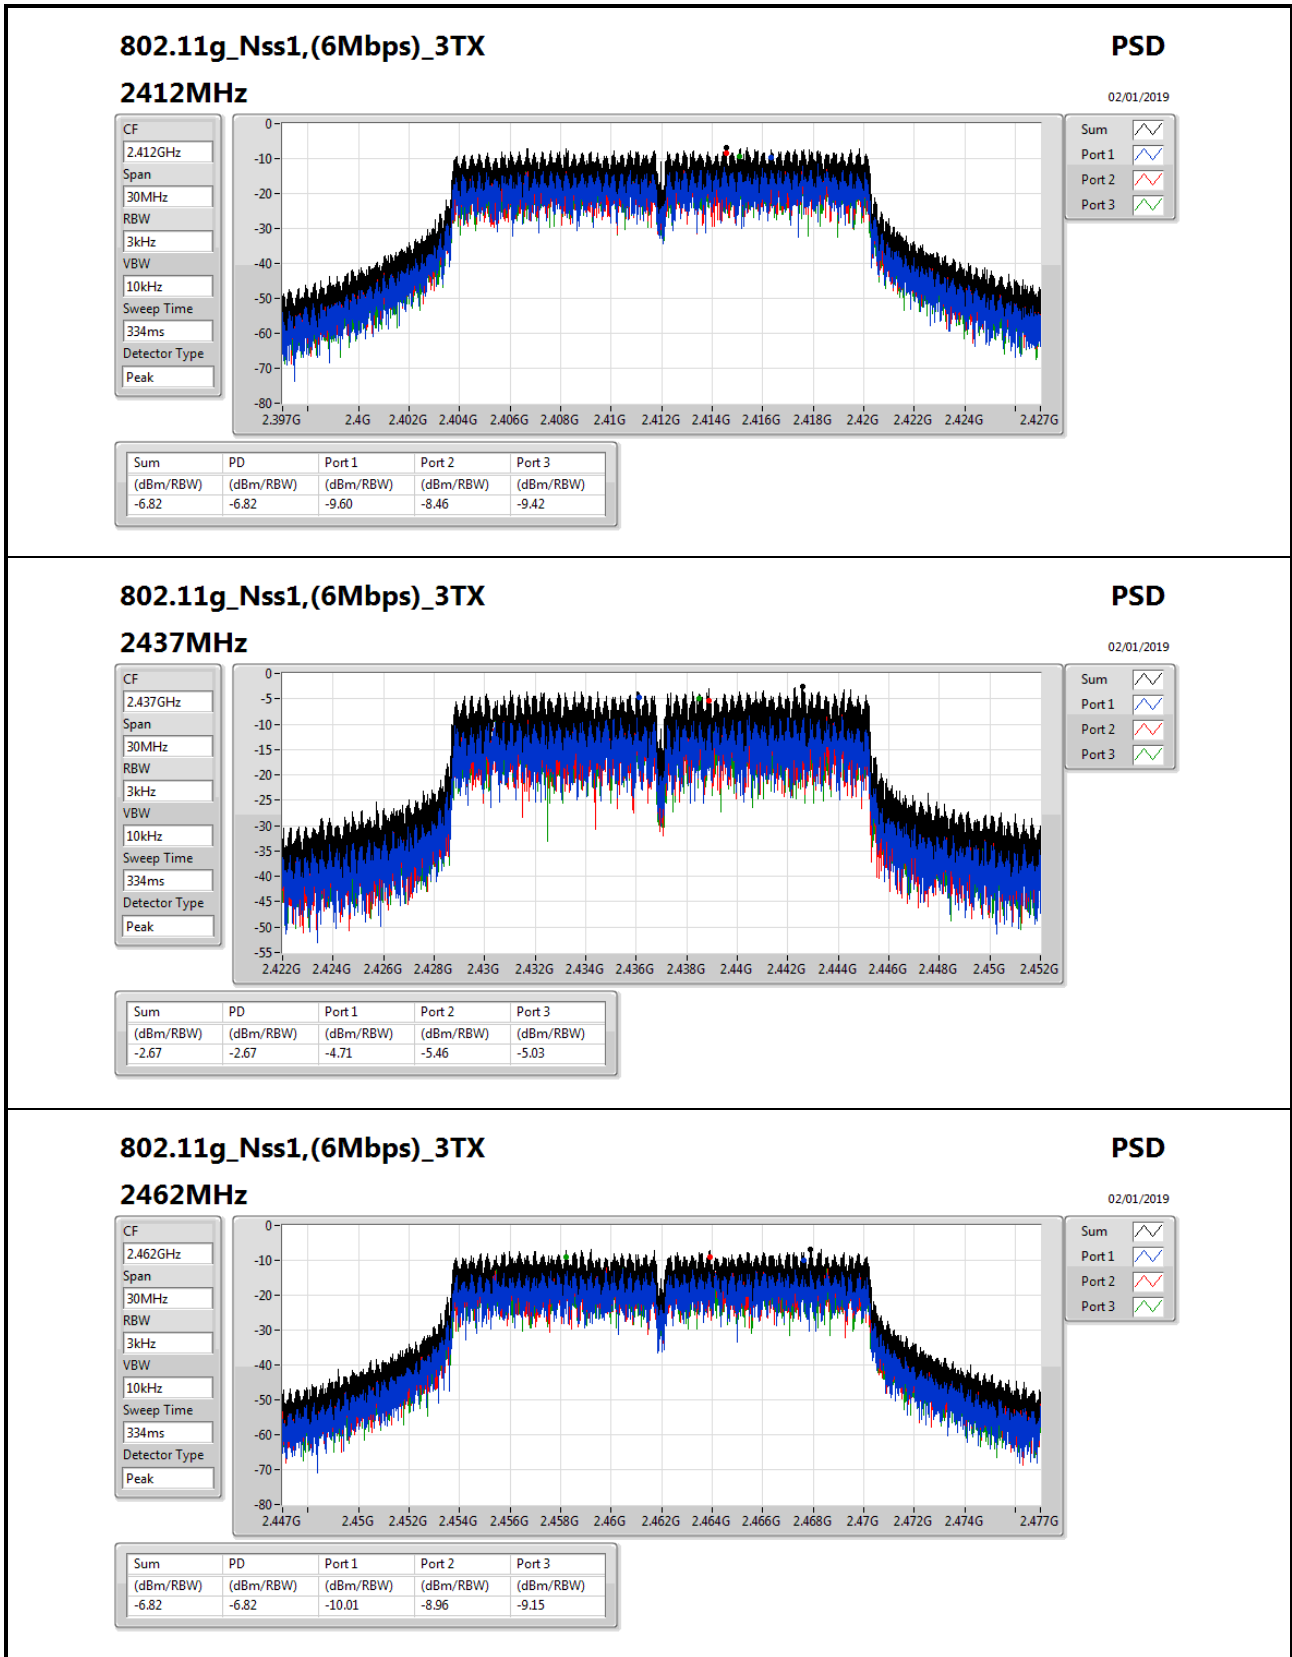 802.11g_Nss1,(6Mbps)_3TX PSD
2412MHz 02/01/2019
CF
2.412GHz
Span
30MHz
RBW
3kHz
VBW
10kHz
Sweep Time
334ms
Detector Type
Peak
0
-10
-20
-30
-40
-50
-60
-70
-80
2.397G 2.4G 2.402G 2.404G 2.406G 2.408G 2.41G 2.412G 2.414G 2.416G 2.418G 2.42G 2.422G 2.424G 2.427G
Sum
Port 1
Port 2
Port 3
Sum PD Port 1 Port 2 Port 3
(dBm/RBW) (dBm/RBW) (dBm/RBW) (dBm/RBW) (dBm/RBW)
-6.82 -6.82 -9.60 -8.46 -9.42
802.11g_Nss1,(6Mbps)_3TX PSD
2437MHz 02/01/2019
CF
2.437GHz
Span
30MHz
RBW
3kHz
VBW
10kHz
Sweep Time
334ms
Detector Type
Peak
0
-5
-10
-15
-20
-25
-30
-35
-40
-45
-50
-55
2.422G 2.424G 2.426G 2.428G 2.43G 2.432G 2.434G 2.436G 2.438G 2.44G 2.442G 2.444G 2.446G 2.448G 2.45G 2.452G
Sum
Port 1
Port 2
Port 3
Sum PD Port 1 Port 2 Port 3
(dBm/RBW) (dBm/RBW) (dBm/RBW) (dBm/RBW) (dBm/RBW)
-2.67 -2.67 -4.71 -5.46 -5.03
802.11g_Nss1,(6Mbps)_3TX PSD
2462MHz 02/01/2019
CF
2.462GHz
Span
30MHz
RBW
3kHz
VBW
10kHz
Sweep Time
334ms
Detector Type
Peak
0
-10
-20
-30
-40
-50
-60
-70
-80
2.447G 2.45G 2.452G 2.454G 2.456G 2.458G 2.46G 2.462G 2.464G 2.466G 2.468G 2.47G 2.472G 2.474G 2.477G
Sum
Port 1
Port 2
Port 3
Sum PD Port 1 Port 2 Port 3
(dBm/RBW) (dBm/RBW) (dBm/RBW) (dBm/RBW) (dBm/RBW)
-6.82 -6.82 -10.01 -8.96 -9.15